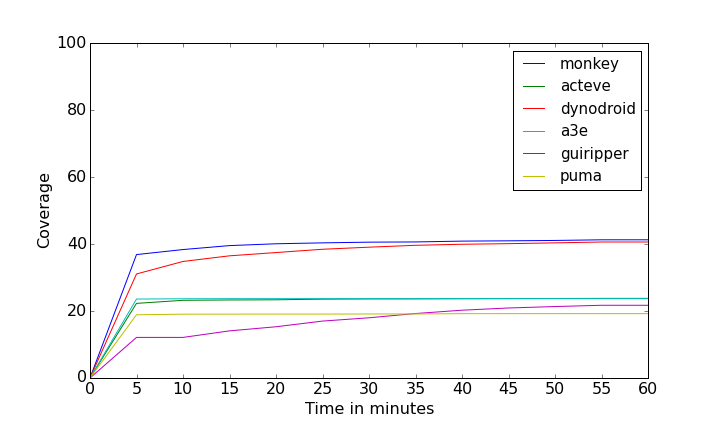 100
80
60
40
20
0
Coverage
monkey
acteve
dynodroid
a3e
guiripper
puma
0 5 10 15 20 25 30 35 40 45 50 55 60
Time in minutes